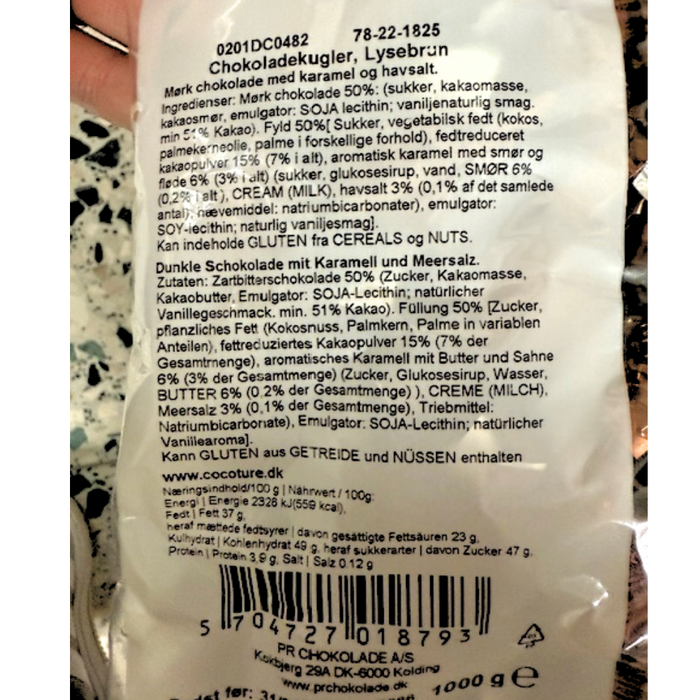 0201DC0482 78-22-1825
Chokoladekugler, Lysebrun
Mørk chokolade med karamel og havsalt.
Ingredienser: Mørk chokolade 50%: (sukker, kakaomasse,
kakaosmør, emulgator: SOJA lecithin; vaniljenaturlig smag.
min 51% Kakao). Fyld 50%[ Sukker, vegetabilsk fedt (kokos,
palmekerneolie, palme i forskellige forhold), fedtreduceret
kakaopulver 15% (7% i alt), aromatisk karamel med smør og
fløde 6% (3% i alt) (sukker, glukosesirup, vand, SMØR 6%
(0,2% i alt), CREAM (MILK), havsalt 3% (0,1% af det samlede
antal), hævemiddel: natriumbicarbonater), emulgator:
SOY-lecithin; naturlig vaniljesmag].
Kan indeholde GLUTEN fra CEREALS og NUTS.
Dunkle Schokolade mit Karamell und Meersalz.
Zutaten: Zartbitterschokolade 50% (Zucker, Kakaomasse,
Kakaobutter, Emulgator: SOJA-Lecithin; natürlicher
Vanillegeschmack. min. 51% Kakao). Füllung 50% [Zucker,
pflanzliches Fett (Kokosnuss, Palmkern, Palme in variablen
Anteilen), fettreduziertes Kakaopulver 15% (7% der
Gesamtmenge), aromatisches Karamell mit Butter und Sahne
6% (3% der Gesamtmenge) (Zucker, Glukosesirup, Wasser,
BUTTER 6% (0,2% der Gesamtmenge) ), CREME (MILCH),
Meersalz 3% (0,1% der Gesamtmenge), Triebmittel:
Natriumbicarbonate), Emulgator: SOJA-Lecithin; natürlicher
Vanillearoma].
Kann GLUTEN aus GETREIDE und NÜSSEN enthalten
www.cocoture.dk
Næringsindhold/100 g | Nährwert / 100g:
Energi | Energie 2326 kJ(559 kcal),
Fedt | Fett 37 g,
heraf mættede fedtsyrer | davon gesättigte Fettsäuren 23 g,
Kulhydrat | Kohlenhydrat 49 g, heraf sukkerarter | davon Zucker 47 g,
Protein | Protein 3,9 g, Salt | Salz 0,12 g
5 704727 018793
PR CHOKOLADE A/S
Kokbjerg 29A DK-6000 Kolding
www.prchokolade.dk 1000 g e
før: